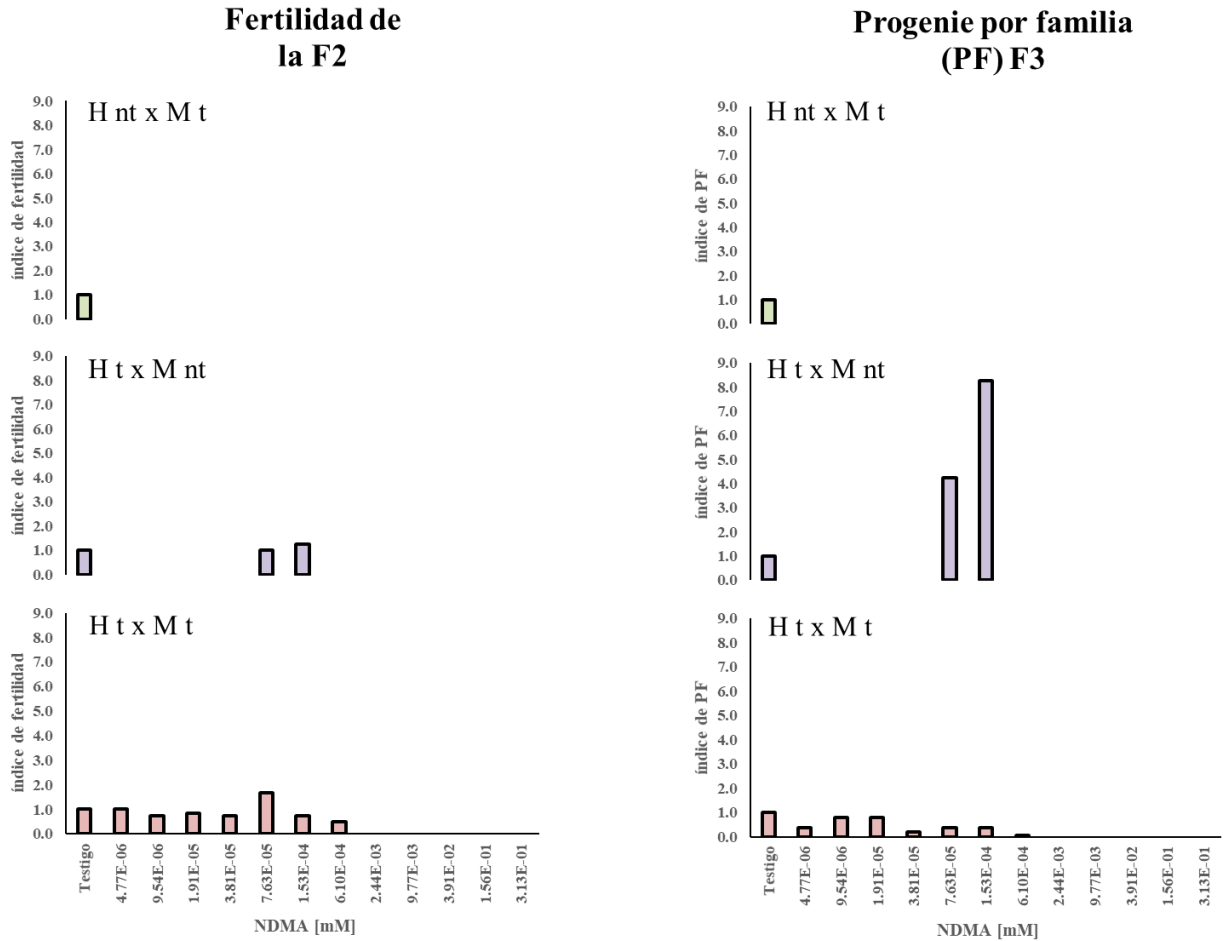 Fertilidad de
la F2
H nt x M t
índice de fertilidad
9.0
8.0
7.0
6.0
5.0
4.0
3.0
2.0
1.0
0.0
H t x M nt
índice de fertilidad
9.0
8.0
7.0
6.0
5.0
4.0
3.0
2.0
1.0
0.0
H t x M t
índice de fertilidad
9.0
8.0
7.0
6.0
5.0
4.0
3.0
2.0
1.0
0.0
Testigo
4.77E-06
9.54E-06
1.91E-05
3.81E-05
7.63E-05
1.53E-04
6.10E-04
2.44E-03
9.77E-03
3.91E-02
1.56E-01
3.13E-01
NDMA [mM]
Progenie por familia
(PF) F3
H nt x M t
índice de PF
9.0
8.0
7.0
6.0
5.0
4.0
3.0
2.0
1.0
0.0
H t x M nt
índice de PF
9.0
8.0
7.0
6.0
5.0
4.0
3.0
2.0
1.0
0.0
H t x M t
índice de PF
9.0
8.0
7.0
6.0
5.0
4.0
3.0
2.0
1.0
0.0
Testigo
4.77E-06
9.54E-06
1.91E-05
3.81E-05
7.63E-05
1.53E-04
6.10E-04
2.44E-03
9.77E-03
3.91E-02
1.56E-01
3.13E-01
NDMA [mM]